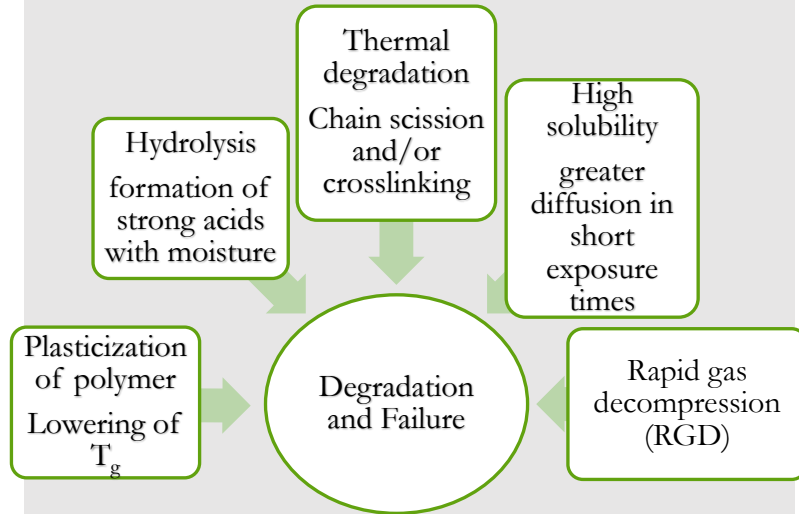 Thermal
degradation
Chain scission
and/or
crosslinking
Hydrolysis
formation of
strong acids
with moisture
High
solubility
greater
diffusion in
short
exposure
times
Plasticization
of polymer
Lowering of
Tg
Degradation
and Failure
Rapid gas
decompression
(RGD)